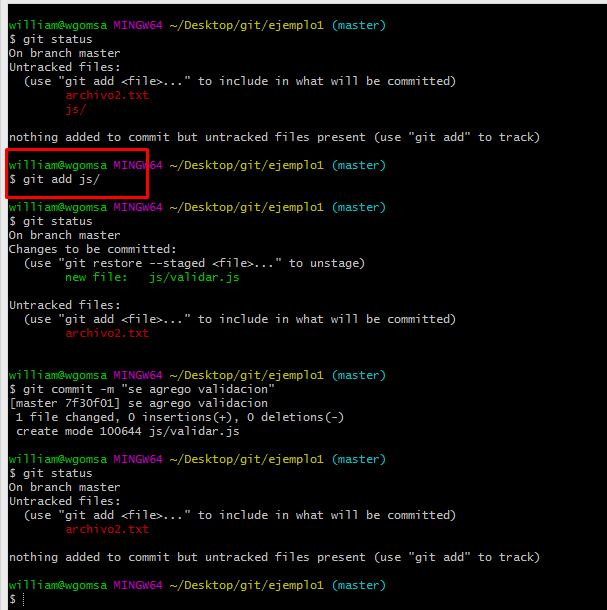 william@wgomsa MINGW64 ~/Desktop/git/ejemplo1 (master)
$ git status
On branch master
Untracked files:
  (use "git add <file>..." to include in what will be committed)
        archivo2.txt
        js/

nothing added to commit but untracked files present (use "git add" to track)

william@wgomsa MINGW64 ~/Desktop/git/ejemplo1 (master)
$ git add js/

william@wgomsa MINGW64 ~/Desktop/git/ejemplo1 (master)
$ git status
On branch master
Changes to be committed:
  (use "git restore --staged <file>..." to unstage)
        new file:   js/validar.js

Untracked files:
  (use "git add <file>..." to include in what will be committed)
        archivo2.txt


william@wgomsa MINGW64 ~/Desktop/git/ejemplo1 (master)
$ git commit -m "se agrego validacion"
[master 7f30f01] se agrego validacion
 1 file changed, 0 insertions(+), 0 deletions(-)
 create mode 100644 js/validar.js

william@wgomsa MINGW64 ~/Desktop/git/ejemplo1 (master)
$ git status
On branch master
Untracked files:
  (use "git add <file>..." to include in what will be committed)
        archivo2.txt

nothing added to commit but untracked files present (use "git add" to track)

william@wgomsa MINGW64 ~/Desktop/git/ejemplo1 (master)
$